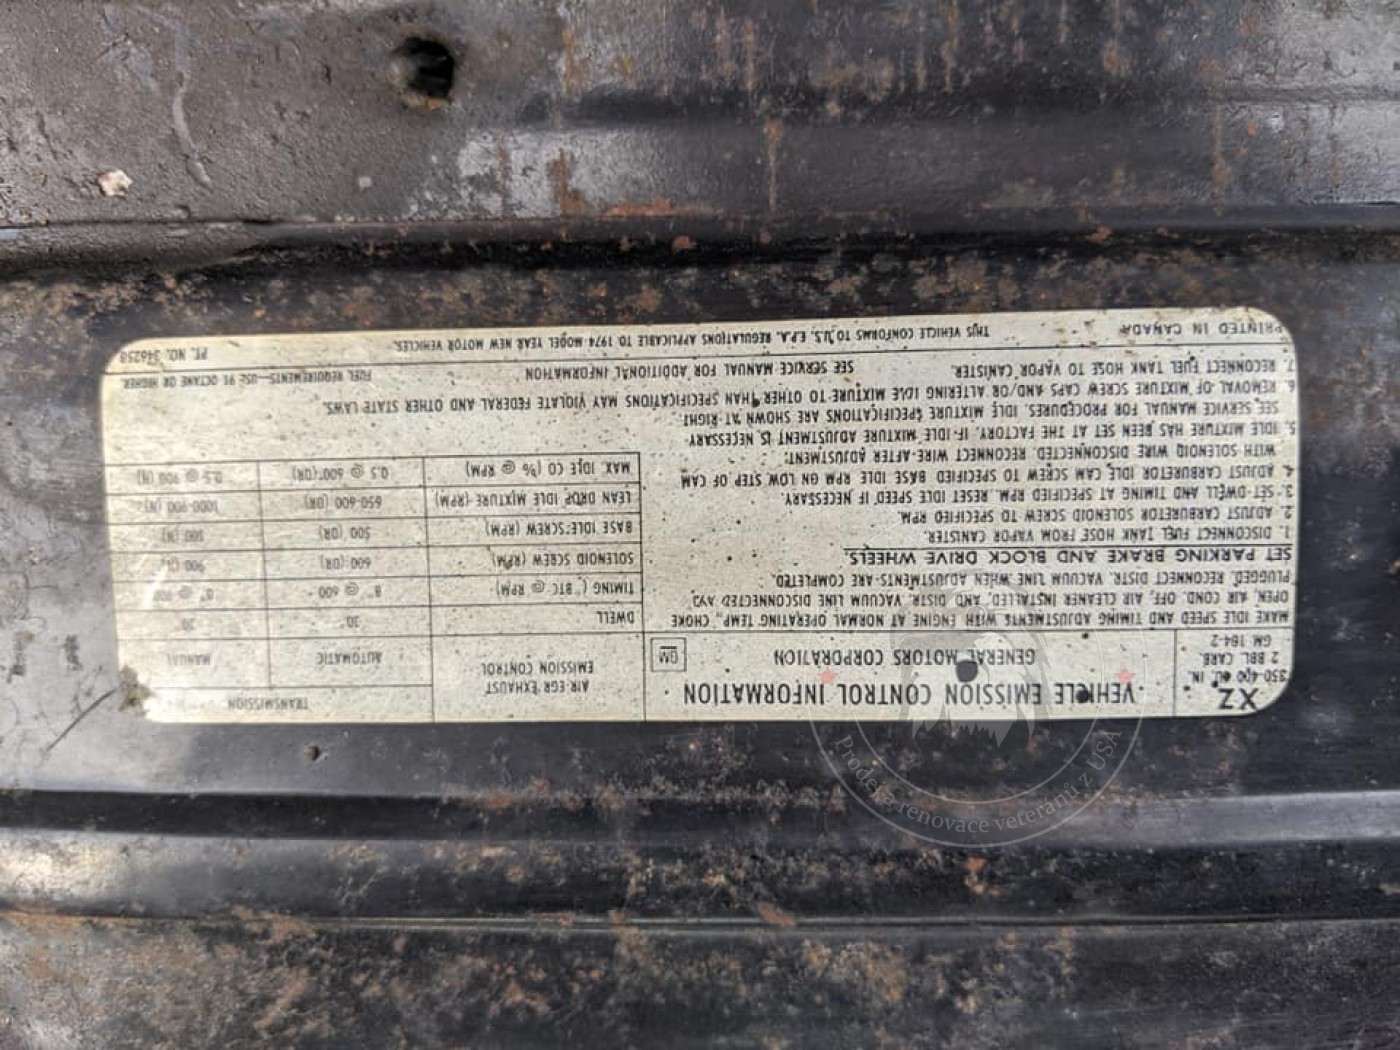 XZ
350-400 CU. IN.
2 BBL. CARB.
GM 184-2
VEHICLE EMISSION CONTROL INFORMATION
GENERAL MOTORS CORPORATION
GM
MAKE IDLE SPEED AND TIMING ADJUSTMENTS WITH ENGINE AT NORMAL OPERATING TEMP., CHOKE
OPEN, AIR COND. OFF, AIR CLEANER INSTALLED, AND DISTR. VACUUM LINE DISCONNECTED AND
PLUGGED. RECONNECT DISTR. VACUUM LINE WHEN ADJUSTMENTS ARE COMPLETED.
SET PARKING BRAKE AND BLOCK DRIVE WHEELS.
1. DISCONNECT FUEL TANK HOSE FROM VAPOR CANISTER.
2. ADJUST CARBURETOR SOLENOID SCREW TO SPECIFIED RPM.
3. SET DWELL AND TIMING AT SPECIFIED RPM. RESET IDLE SPEED IF NECESSARY.
4. ADJUST CARBURETOR IDLE CAM SCREW TO SPECIFIED BASE IDLE RPM ON LOW STEP OF CAM
WITH SOLENOID WIRE DISCONNECTED. RECONNECT WIRE AFTER ADJUSTMENT.
5. IDLE MIXTURE HAS BEEN SET AT THE FACTORY. IF IDLE MIXTURE ADJUSTMENT IS NECESSARY
SEE SERVICE MANUAL FOR PROCEDURES. IDLE MIXTURE SPECIFICATIONS ARE SHOWN AT RIGHT.
6. REMOVAL OF MIXTURE SCREW CAPS AND/OR ALTERING IDLE MIXTURE TO OTHER THAN SPECIFICATIONS MAY VIOLATE FEDERAL AND OTHER STATE LAWS.
7. RECONNECT FUEL TANK HOSE TO VAPOR CANISTER.
AIR-EGR EXHAUST
EMISSION CONTROL
TRANSMISSION
AUTOMATIC MANUAL
DWELL 30° 30°
TIMING (° BTC @ RPM) 8° @ 600 0° @ 900
SOLENOID SCREW (RPM) 600 (DR) 900 (N)
BASE IDLE-SCREW (RPM) 500 (DR) 500 (N)
LEAN DROP IDLE MIXTURE (RPM) 650-600 (DR) 1000-900 (N)
MAX. IDLE CO (% @ RPM) 0.5 @ 600 (DR) 0.5 @ 900 (N)
SEE SERVICE MANUAL FOR ADDITIONAL INFORMATION
FUEL REQUIREMENTS—USE 91 OCTANE OR HIGHER
PRINTED IN CANADA
THIS VEHICLE CONFORMS TO U.S. E.P.A. REGULATIONS APPLICABLE TO 1974 MODEL YEAR NEW MOTOR VEHICLES.
PT. NO. 346258
Prodej a renovace veteránů z USA